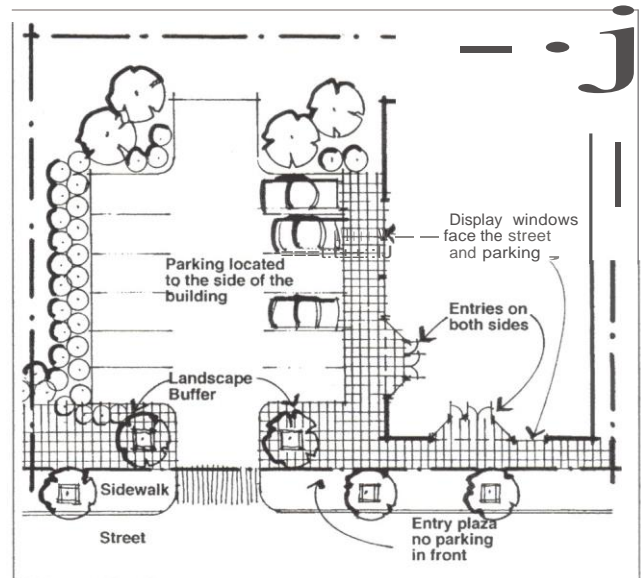 Display windows
face the street
and parking
Parking located
to the side of the
building
Entries on
both sides
Landscape
Buffer
Sidewalk
Street
Entry plaza
no parking
in front